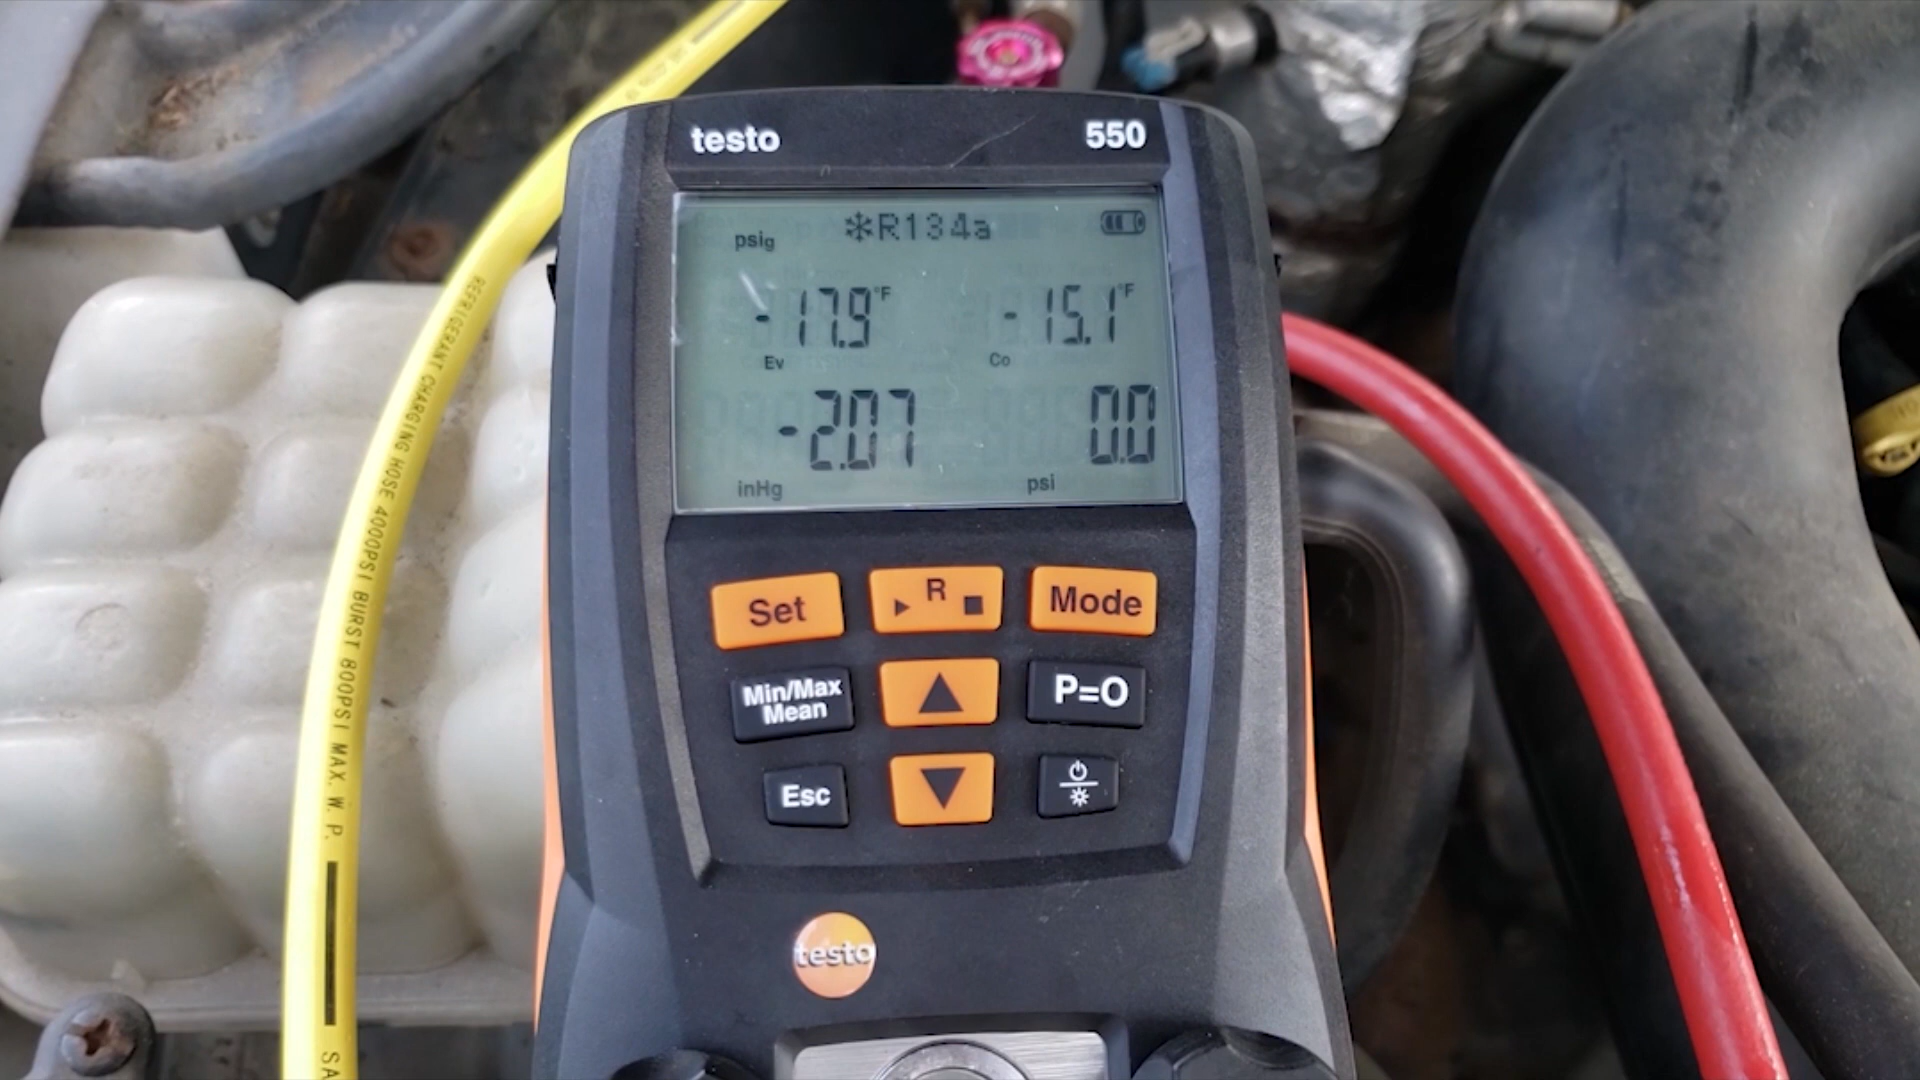 testo 550
psig ❄R134a
-17.9°F -15.1°F
Ev Co
-2.07 0.0
inHg psi
Set R Mode
Min/Max
Mean
P=O
Esc
testo
REFRIGERANT CHARGING HOSE 4000PSI BURST 800PSI MAX. W. P.
SA